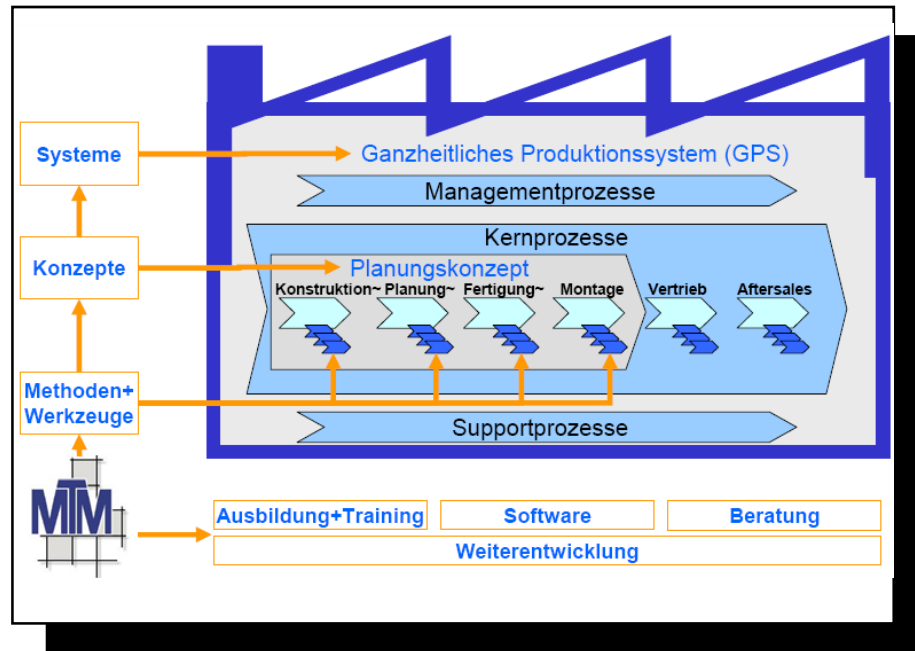 Systeme
Ganzheitliches Produktionssystem (GPS)
Managementprozesse
Kernprozesse
Konzepte
Planungskonzept
Konstruktion~ Planung~ Fertigung~ Montage Vertrieb Aftersales
Methoden+
Werkzeuge
Supportprozesse
MTM
Ausbildung+Training Software Beratung
Weiterentwicklung